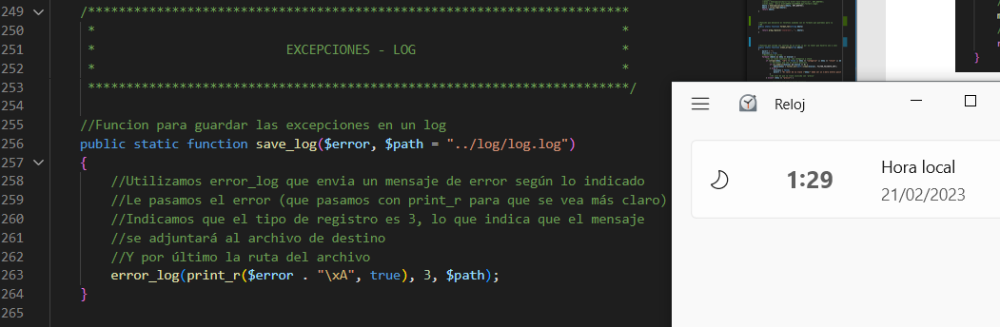 249 /***********************************************************************
250 * *
251 * EXCEPCIONES - LOG *
252 * *
253 ***********************************************************************/
254
255 //Funcion para guardar las excepciones en un log
256 public static function save_log($error, $path = "../log/log.log")
257 {
258 //Utilizamos error_log que envia un mensaje de error según lo indicado
259 //Le pasamos el error (que pasamos con print_r para que se vea más claro)
260 //Indicamos que el tipo de registro es 3, lo que indica que el mensaje
261 //se adjuntará al archivo de destino
262 //Y por último la ruta del archivo
263 error_log(print_r($error . "\xA", true), 3, $path);
264 }
265
}
Reloj
1:29
Hora local
21/02/2023